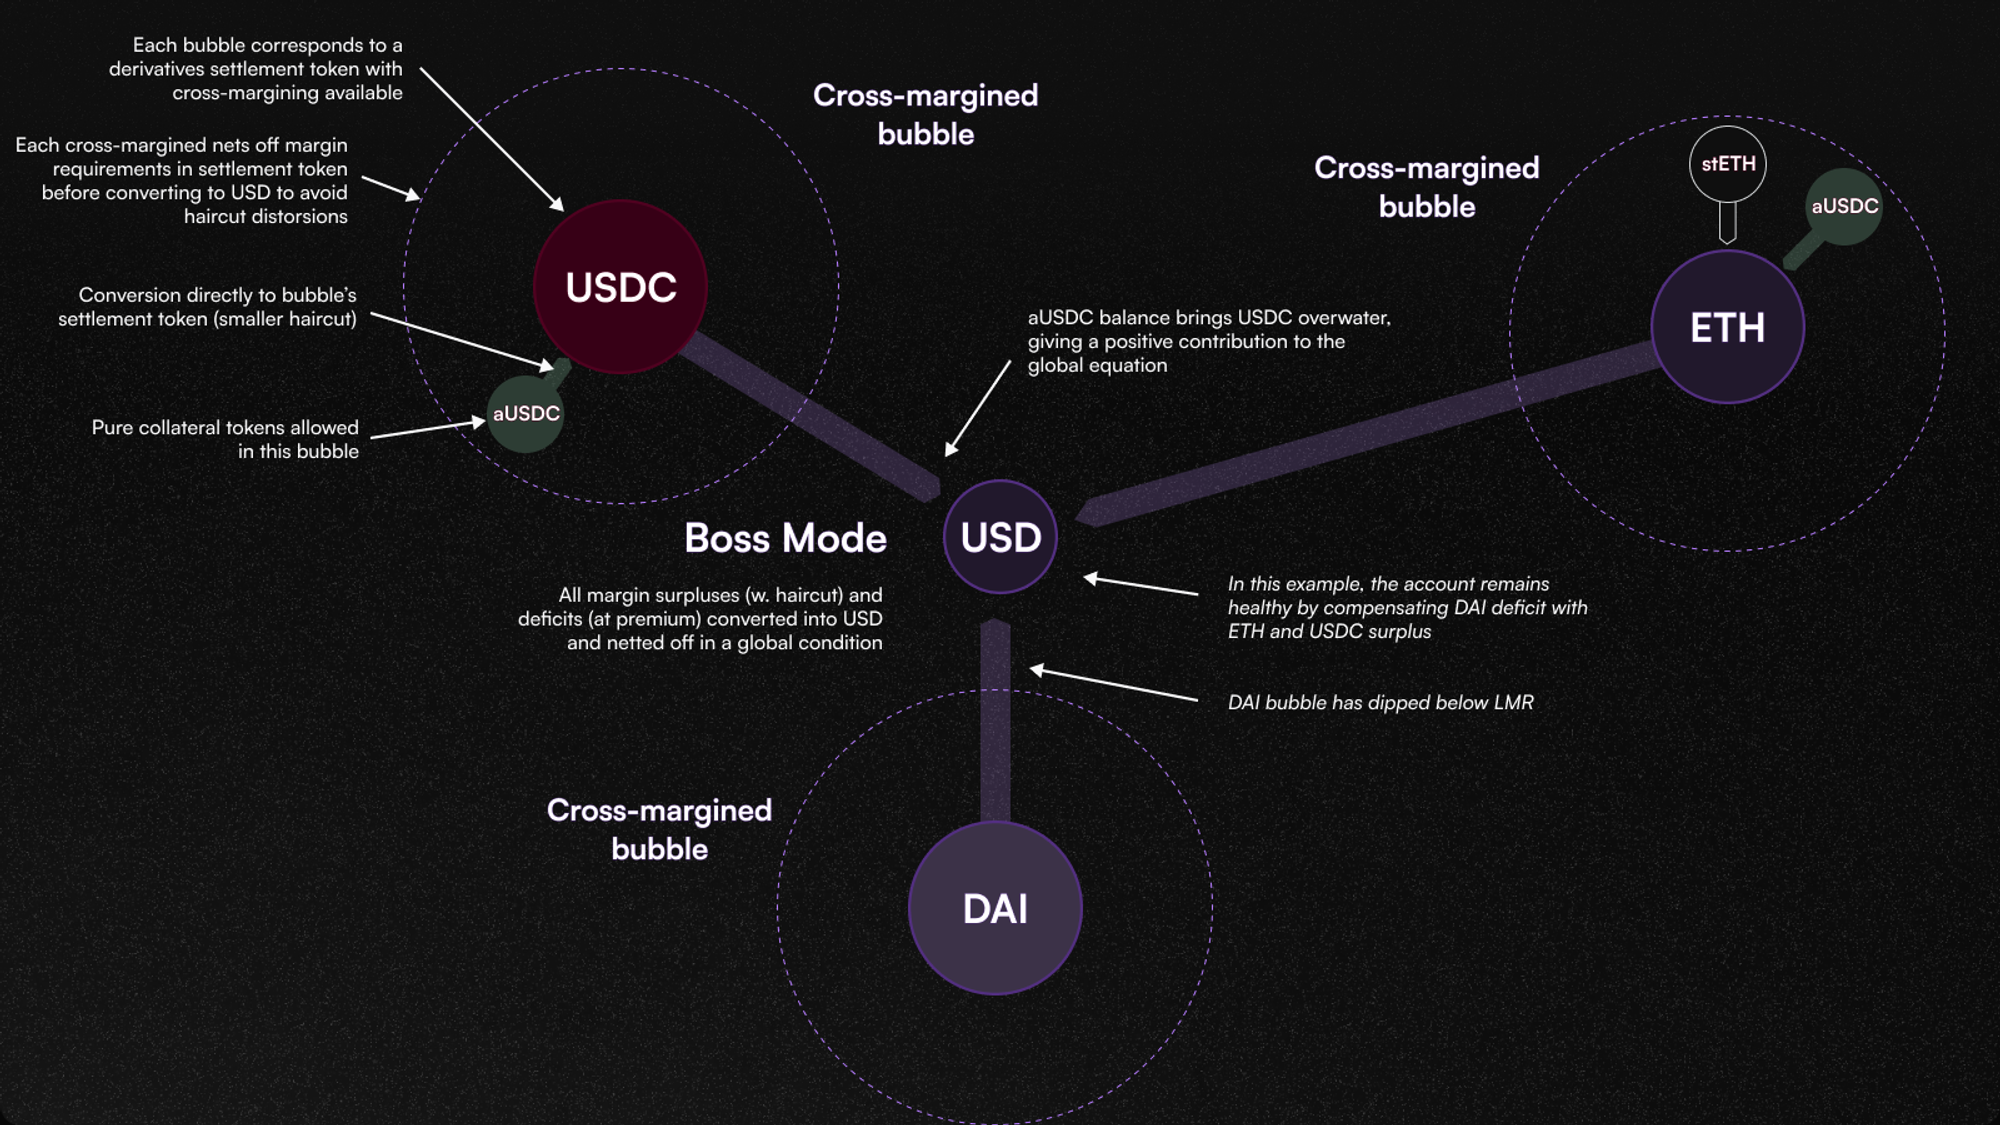 Each bubble corresponds to a
derivatives settlement token with
cross-margining available
Each cross-margined nets off margin
requirements in settlement token
before converting to USD to avoid
haircut distorsions
Conversion directly to bubble's
settlement token (smaller haircut)
Pure collateral tokens allowed
in this bubble
USDC
aUSDC
Cross-margined
bubble
Cross-margined
bubble
stETH
aUSDC
ETH
aUSDC balance brings USDC overwater,
giving a positive contribution to the
global equation
Boss Mode
All margin surpluses (w. haircut) and
deficits (at premium) converted into USD
and netted off in a global condition
USD
In this example, the account remains
healthy by compensating DAI deficit with
ETH and USDC surplus
DAI bubble has dipped below LMR
Cross-margined
bubble
DAI